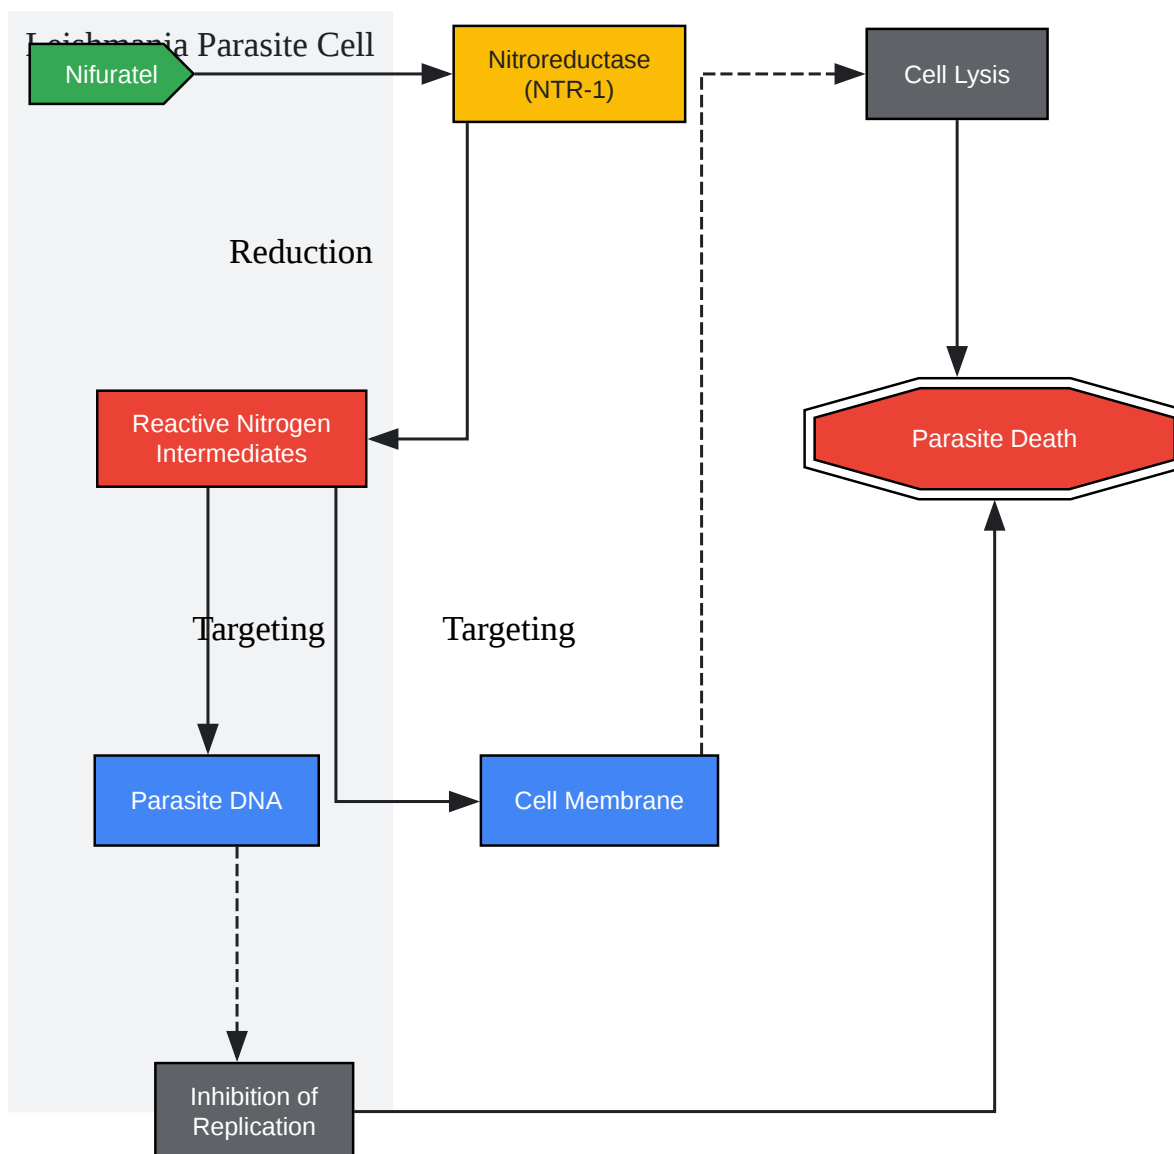 Leishmania Parasite Cell
Nifuratel
Nitroreductase
(NTR-1)
Cell Lysis
Reduction
Reactive Nitrogen
Intermediates
Parasite Death
Targeting
Targeting
Parasite DNA
Cell Membrane
Inhibition of
Replication